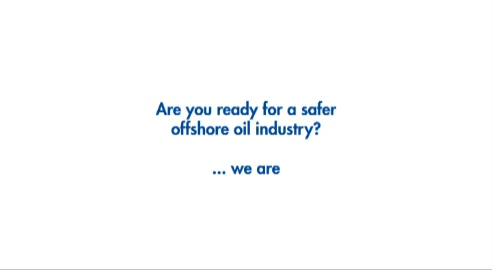 Are you ready for a safer
offshore oil industry?
... we are